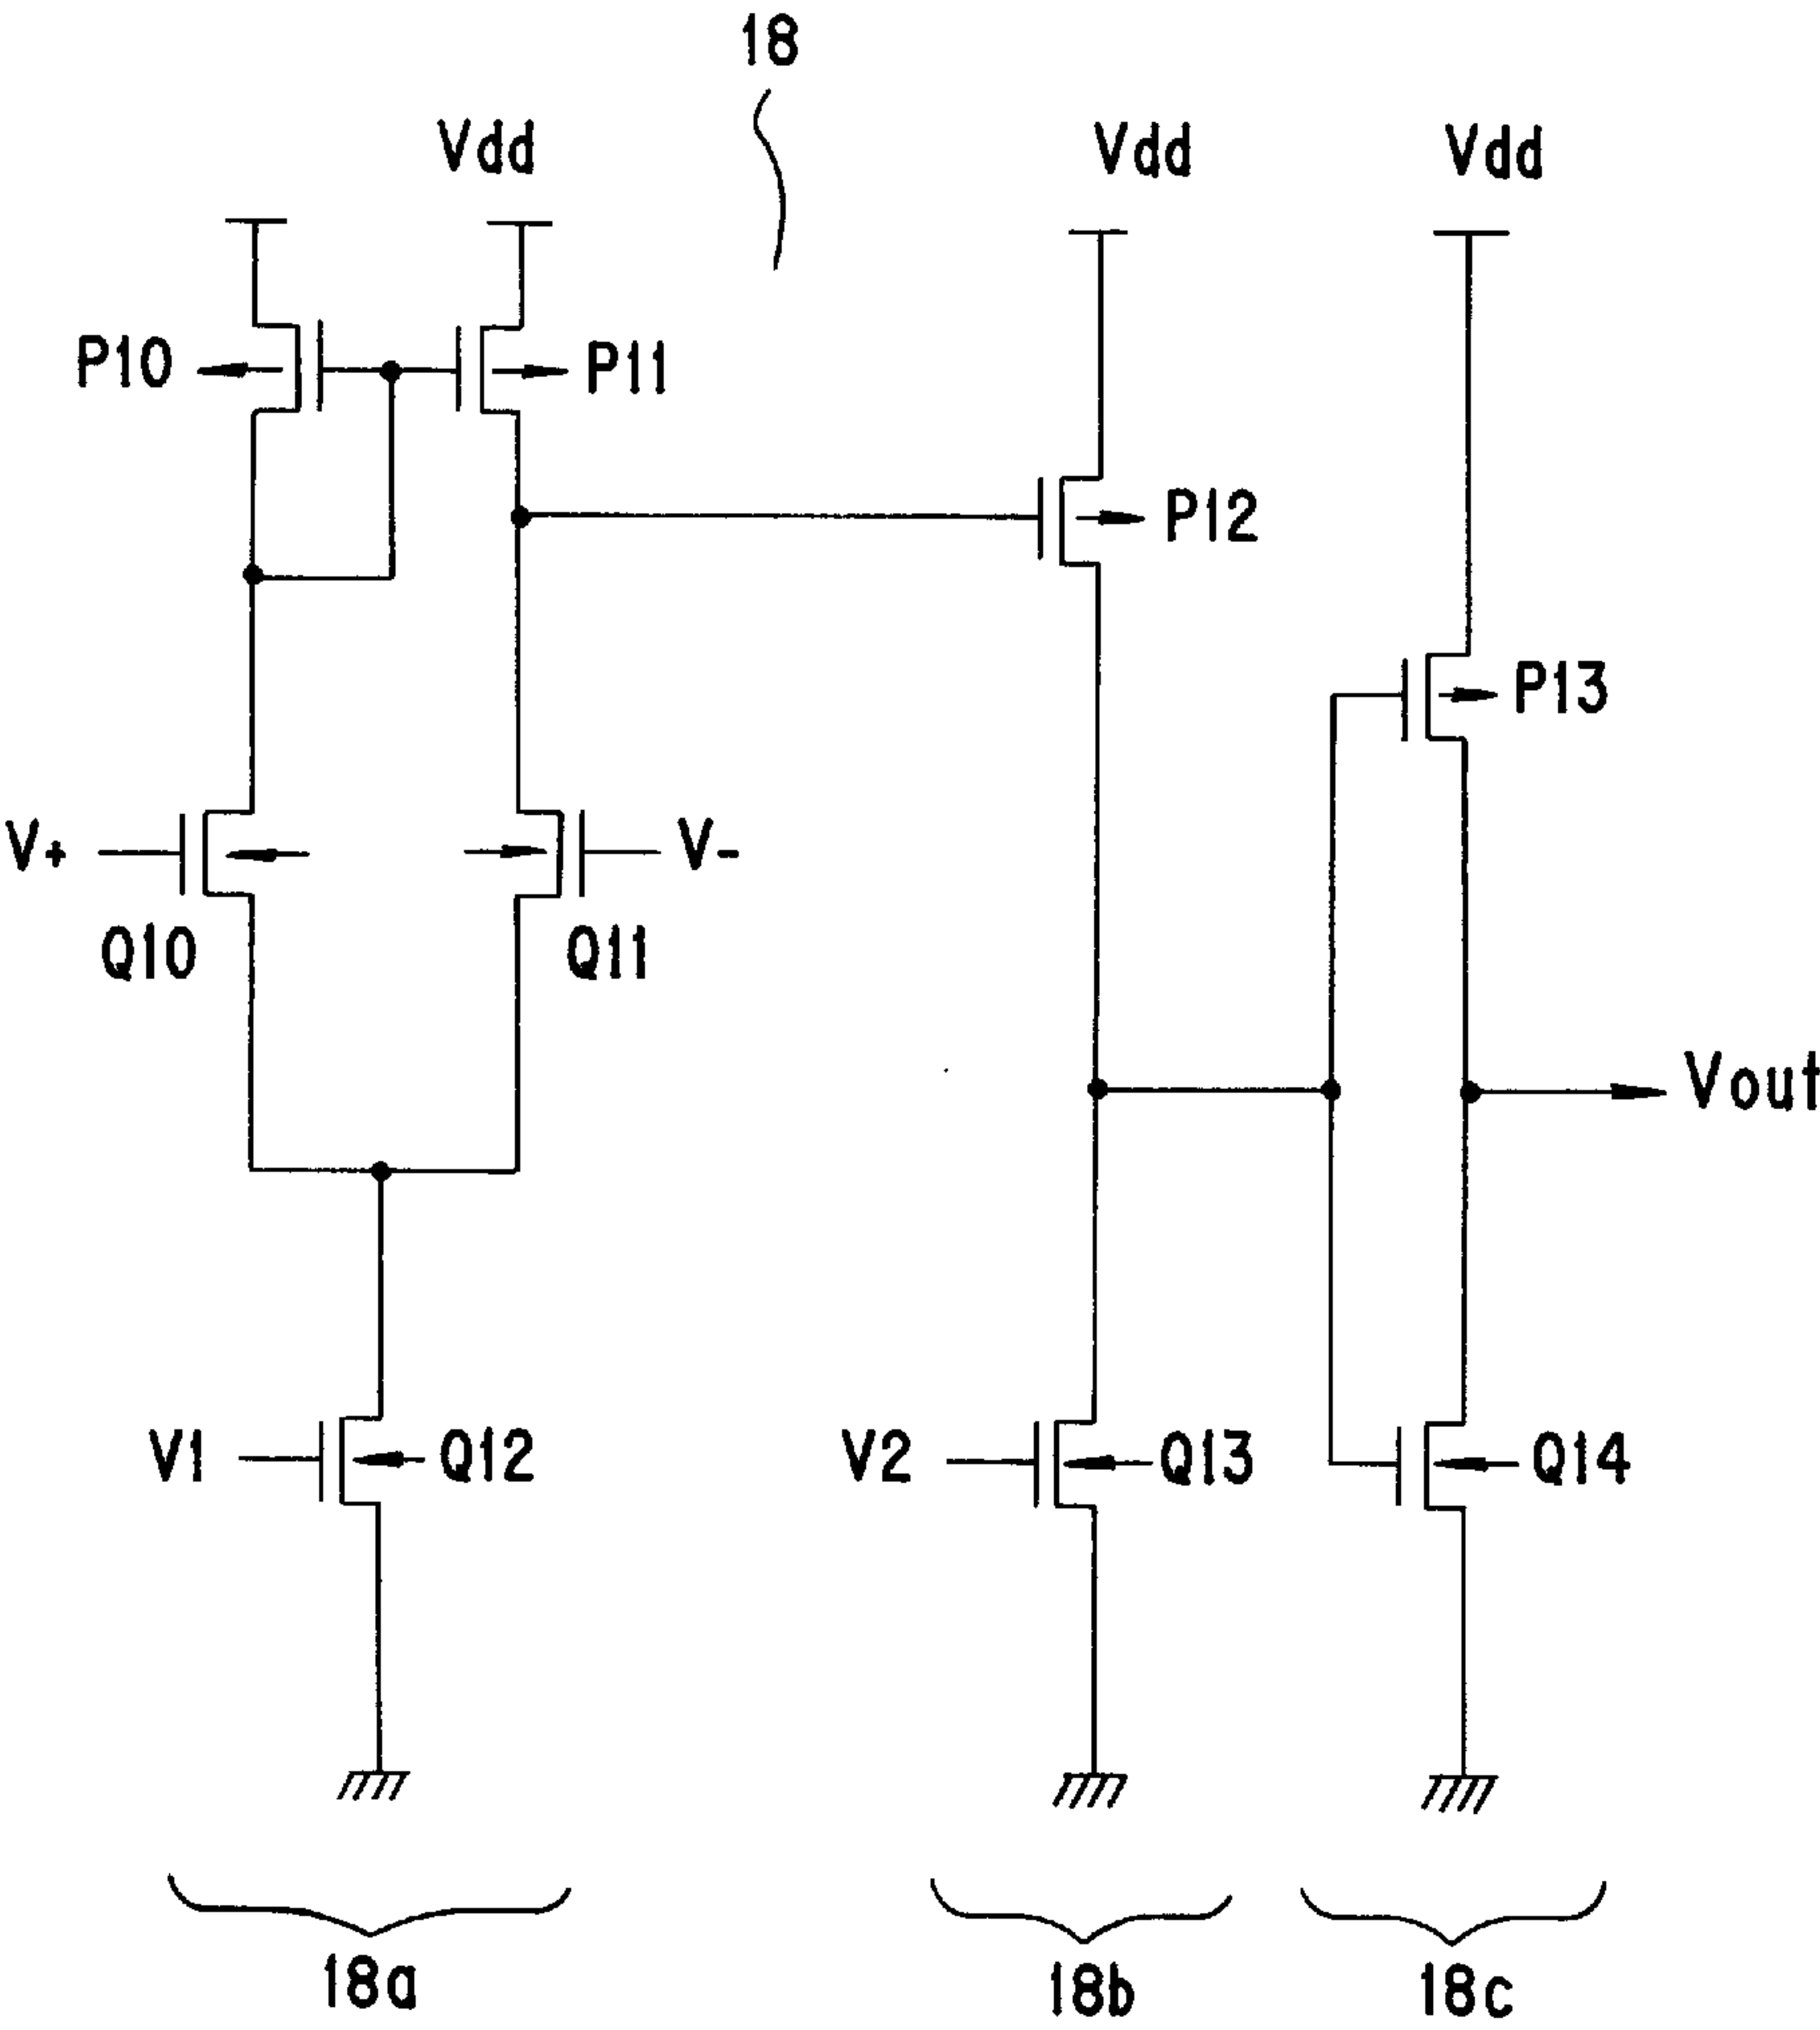 18
Vdd
Vdd
Vdd
P10
P11
P12
P13
V+
V-
Q10
Q11
Vout
V1
Q12
V2
Q13
Q14
18a
18b
18c